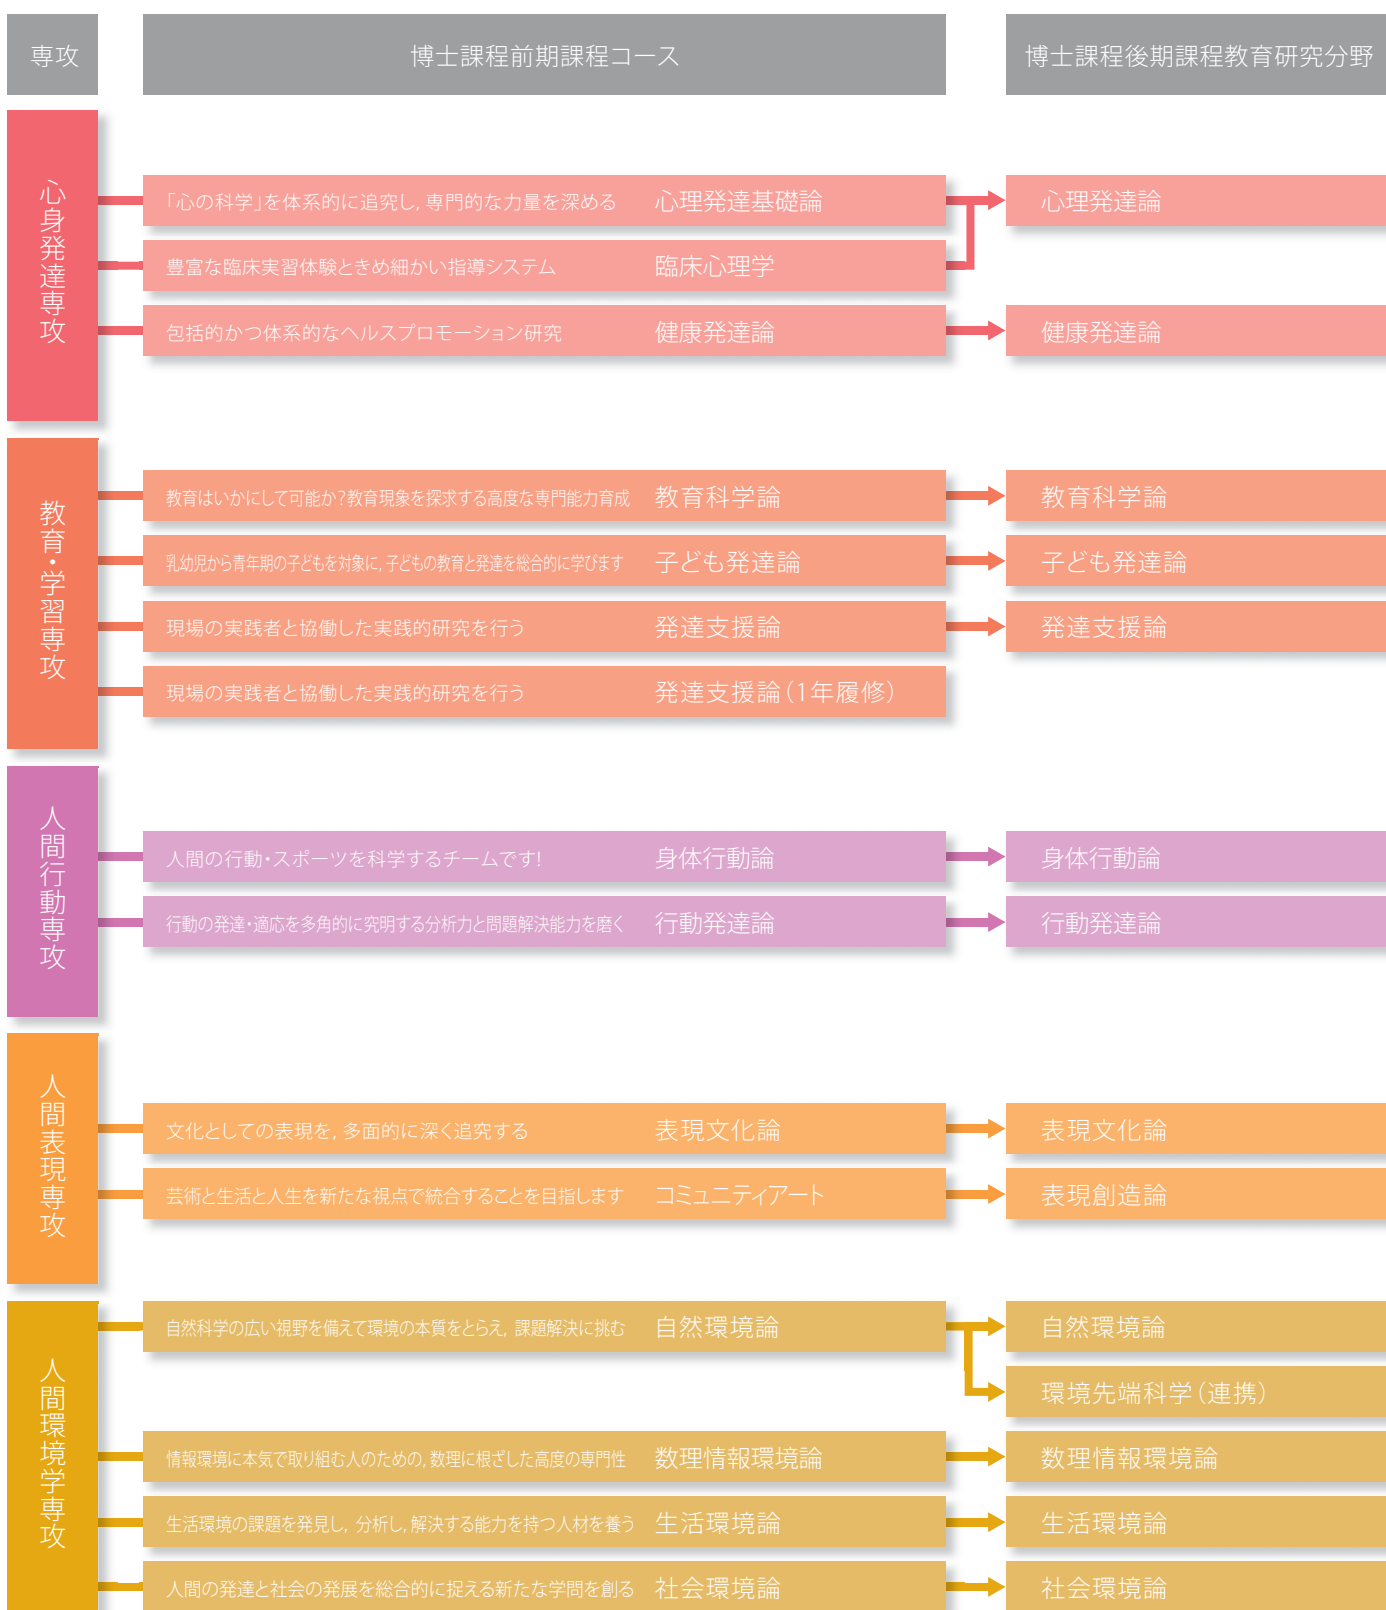 専攻
博士課程前期課程コース
博士課程後期課程教育研究分野
心身発達専攻
「心の科学」を体系的に追究し,専門的な力量を深める 心理発達基礎論
心理発達論
豊富な臨床実習体験ときめ細かい指導システム 臨床心理学
包括的かつ体系的なヘルスプロモーション研究 健康発達論
健康発達論
教育・学習専攻
教育はいかにして可能か?教育現象を探求する高度な専門能力育成 教育科学論
教育科学論
乳幼児から青年期の子どもを対象に,子どもの教育と発達を総合的に学びます 子ども発達論
子ども発達論
現場の実践者と協働した実践的研究を行う 発達支援論
発達支援論
現場の実践者と協働した実践的研究を行う 発達支援論(1年履修)
人間行動専攻
人間の行動・スポーツを科学するチームです! 身体行動論
身体行動論
行動の発達・適応を多角的に究明する分析力と問題解決能力を磨く 行動発達論
行動発達論
人間表現専攻
文化としての表現を,多面的に深く追究する 表現文化論
表現文化論
芸術と生活と人生を新たな視点で統合することを目指します コミュニティアート
表現創造論
人間環境学専攻
自然科学の広い視野を備えて環境の本質をとらえ,課題解決に挑む 自然環境論
自然環境論
環境先端科学(連携)
情報環境に本気で取り組む人のための,数理に根ざした高度の専門性 数理情報環境論
数理情報環境論
生活環境の課題を発見し,分析し,解決する能力を持つ人材を養う 生活環境論
生活環境論
人間の発達と社会の発展を総合的に捉える新たな学問を創る 社会環境論
社会環境論